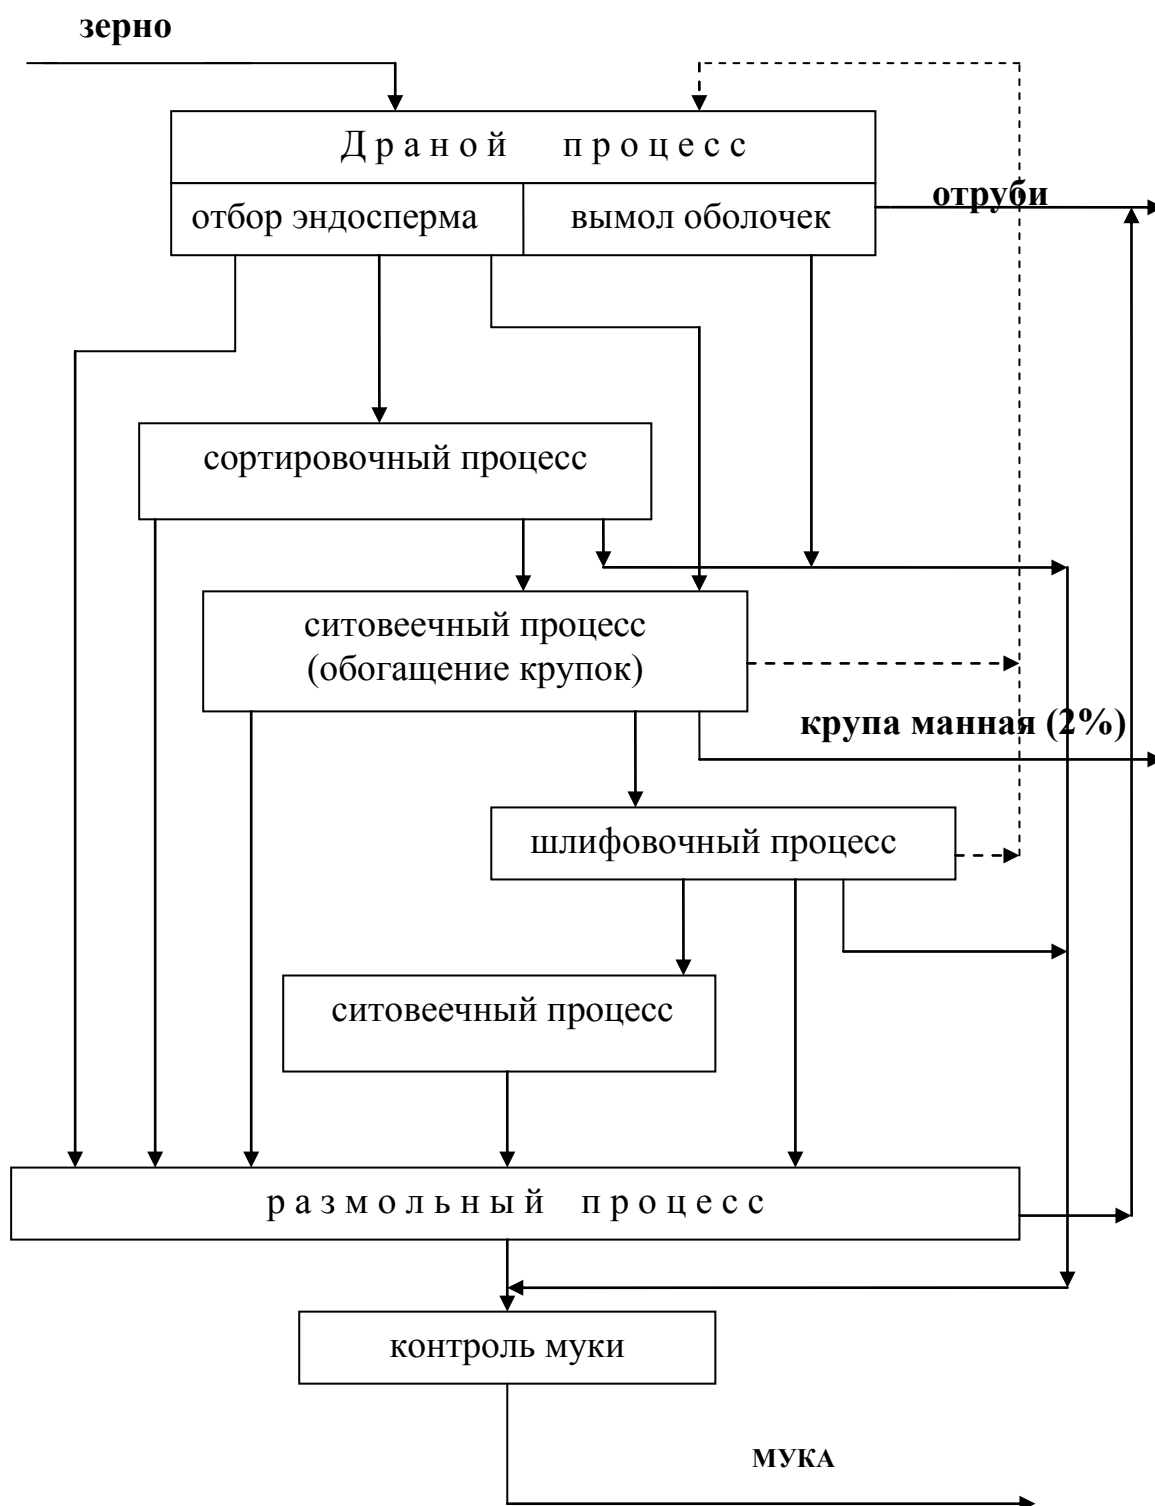 зерно
Драной процесс
отбор эндосперма
вымол оболочек
отруби
сортировочный процесс
ситовеечный процесс
(обогащение крупок)
крупа манная (2%)
шлифовочный процесс
ситовеечный процесс
размольный процесс
контроль муки
МУКА